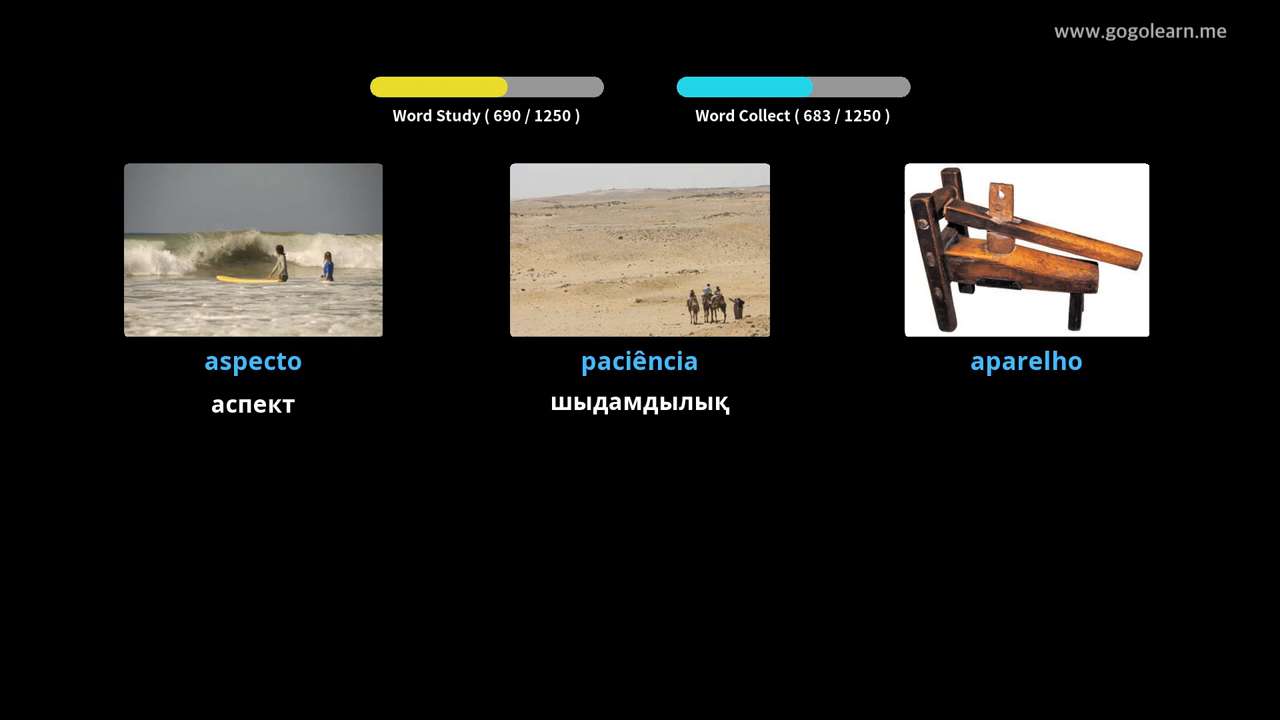 www.gogolearn.me
Word Study ( 690 / 1250 )
Word Collect ( 683 / 1250 )
aspecto
аспект
paciência
шыдамдылық
aparelho